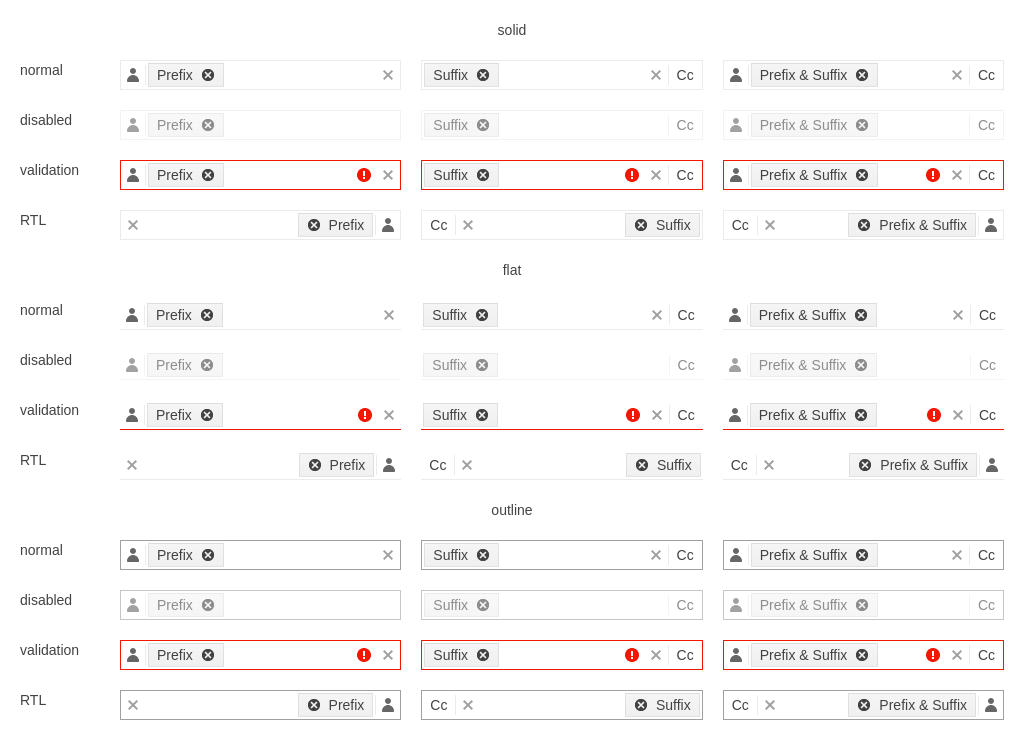 solid
normal Prefix Suffix Cc Prefix & Suffix Cc
disabled Prefix Suffix Cc Prefix & Suffix Cc
validation Prefix Suffix Cc Prefix & Suffix Cc
RTL Prefix Cc Suffix Cc Prefix & Suffix
flat
normal Prefix Suffix Cc Prefix & Suffix Cc
disabled Prefix Suffix Cc Prefix & Suffix Cc
validation Prefix Suffix Cc Prefix & Suffix Cc
RTL Prefix Cc Suffix Cc Prefix & Suffix
outline
normal Prefix Suffix Cc Prefix & Suffix Cc
disabled Prefix Suffix Cc Prefix & Suffix Cc
validation Prefix Suffix Cc Prefix & Suffix Cc
RTL Prefix Cc Suffix Cc Prefix & Suffix